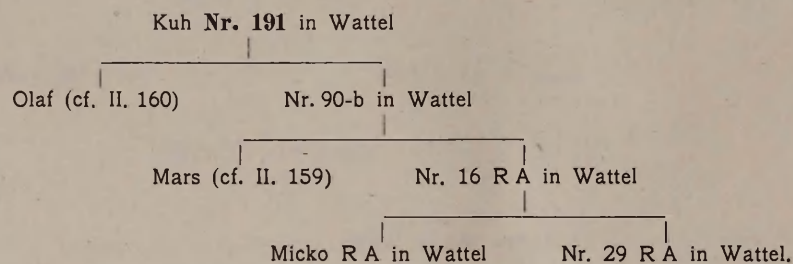 Kuh Nr. 191 in Wattel
Olaf (cf. II. 160) Nr. 90-b in Wattel
Mars (cf. II. 159) Nr. 16 R A in Wattel
Micko R A in Wattel Nr. 29 R A in Wattel.